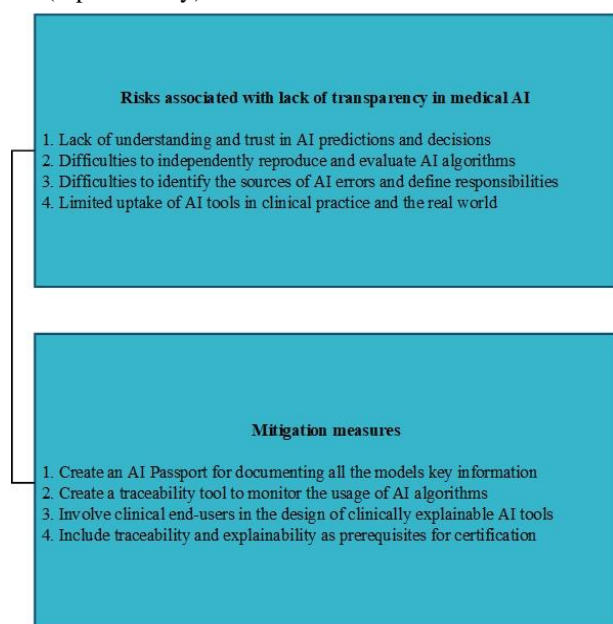 Risks associated with lack of transparency in medical AI
1. Lack of understanding and trust in AI predictions and decisions
2. Difficulties to independently reproduce and evaluate AI algorithms
3. Difficulties to identify the sources of AI errors and define responsibilities
4. Limited uptake of AI tools in clinical practice and the real world
Mitigation measures
1. Create an AI Passport for documenting all the models key information
2. Create a traceability tool to monitor the usage of AI algorithms
3. Involve clinical end-users in the design of clinically explainable AI tools
4. Include traceability and explainability as prerequisites for certification